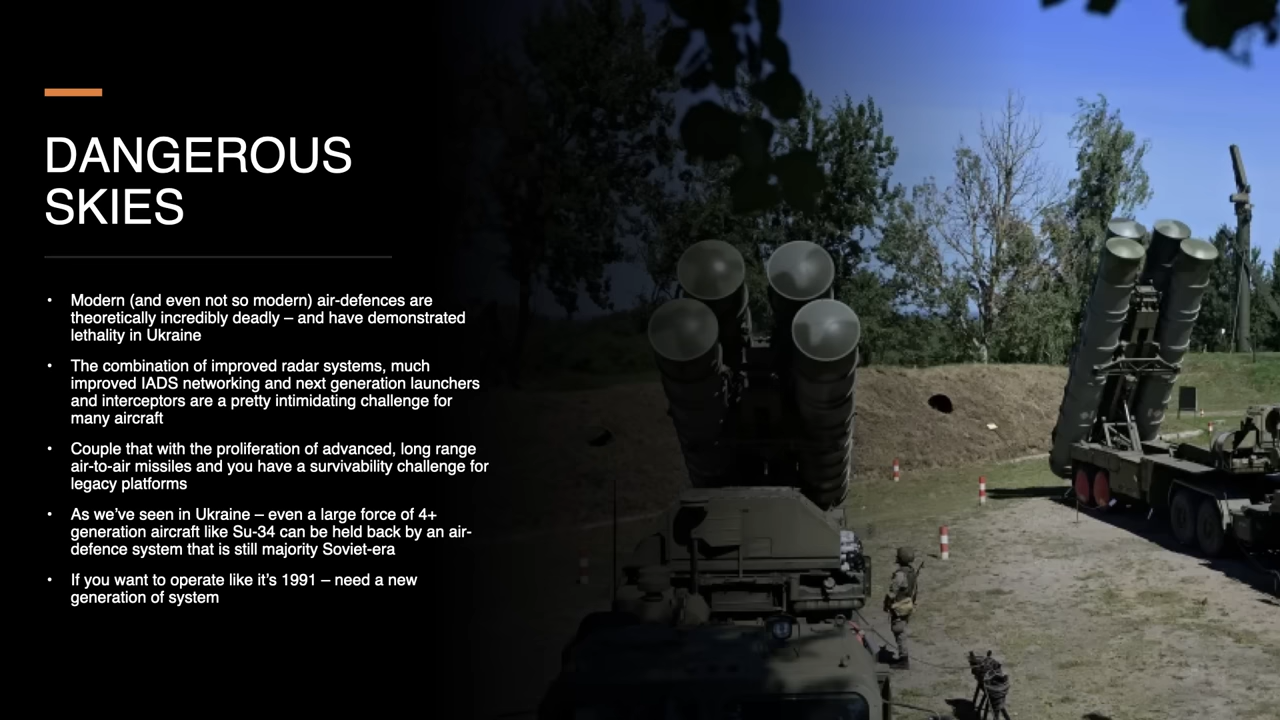 DANGEROUS
SKIES
• Modern (and even not so modern) air-defences are
theoretically incredibly deadly – and have demonstrated
lethality in Ukraine
• The combination of improved radar systems, much
improved IADS networking and next generation launchers
and interceptors are a pretty intimidating challenge for
many aircraft
• Couple that with the proliferation of advanced, long range
air-to-air missiles and you have a survivability challenge for
legacy platforms
• As we’ve seen in Ukraine – even a large force of 4+
generation aircraft like Su-34 can be held back by an air-
defence system that is still majority Soviet-era
• If you want to operate like it’s 1991 – need a new
generation of system